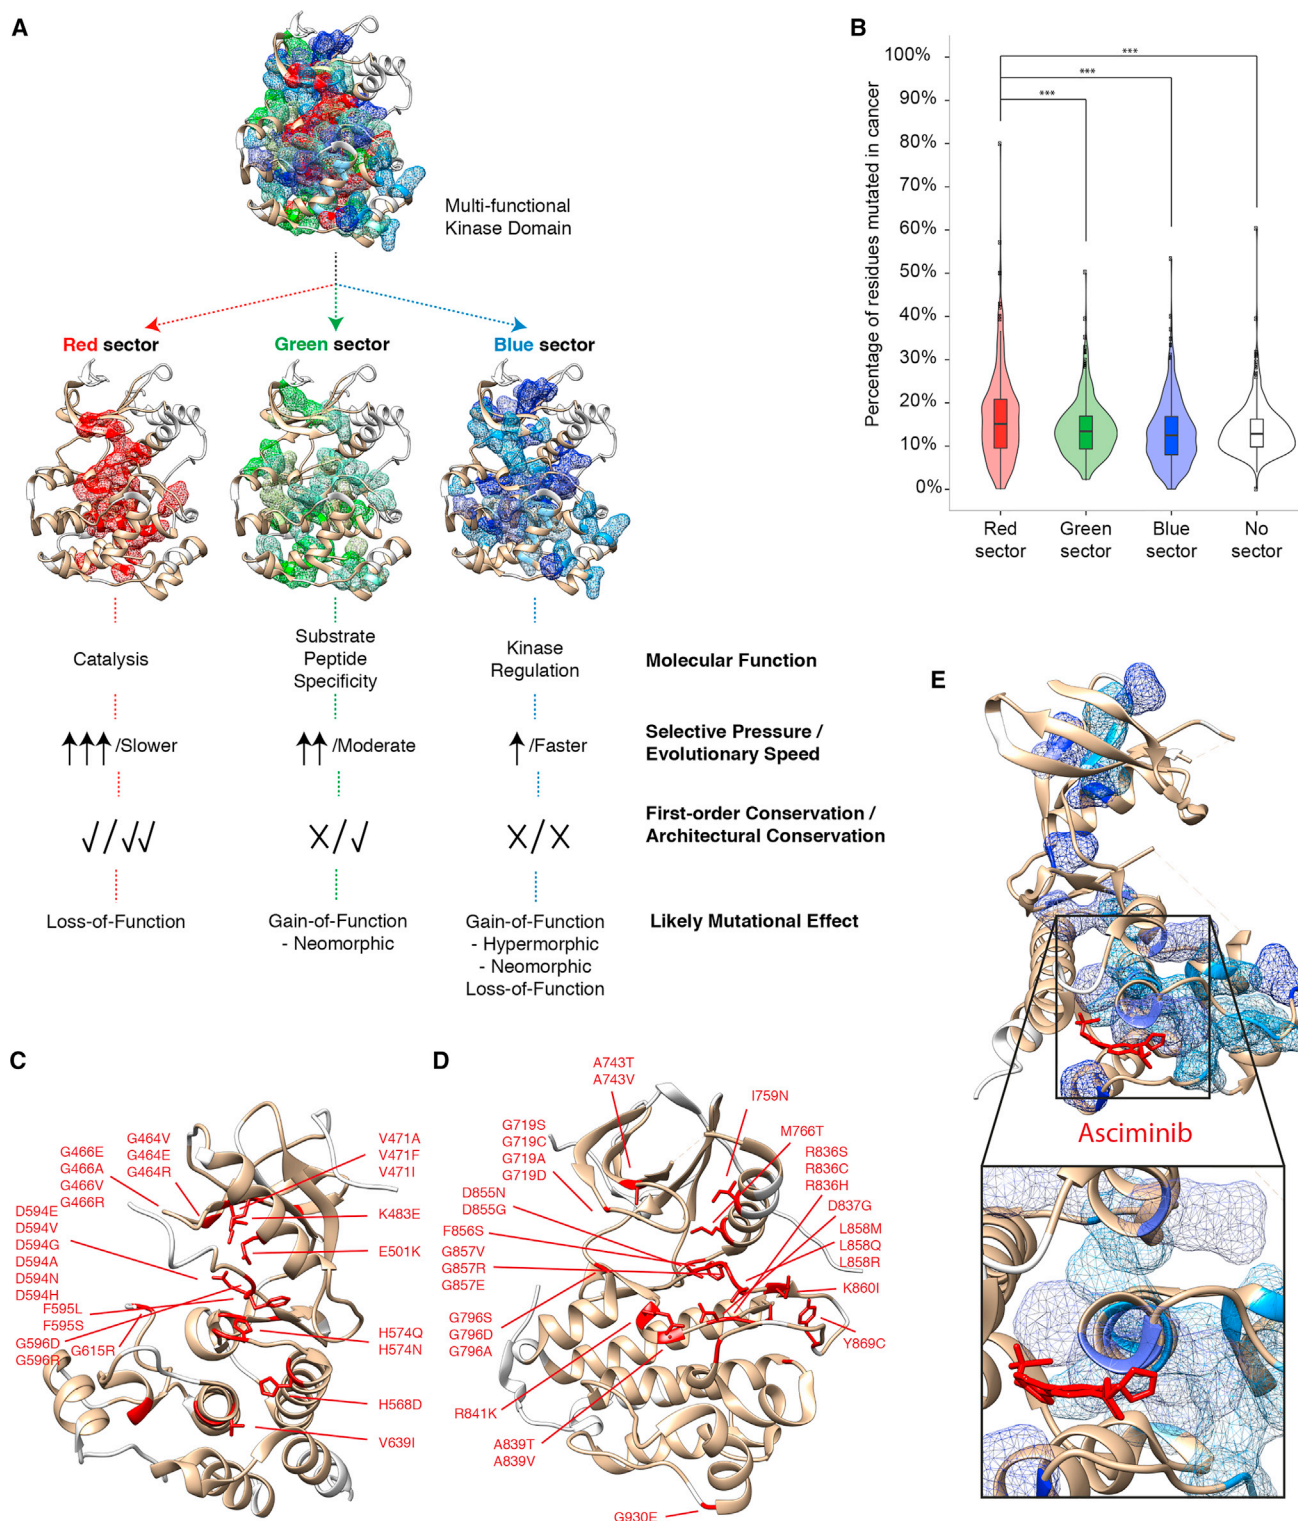 A
Multi-functional
Kinase Domain
Red sector
Green sector
Blue sector
Catalysis
Substrate
Peptide
Specificity
Kinase
Regulation
Molecular Function
/Slower
/Moderate
/Faster
Selective Pressure /
Evolutionary Speed
First-order Conservation /
Architectural Conservation
Loss-of-Function
Gain-of-Function
- Neomorphic
Gain-of-Function
- Hypermorphic
- Neomorphic
Loss-of-Function
Likely Mutational Effect
B
Percentage of residues mutated in cancer
100%
90%
80%
70%
60%
50%
40%
30%
20%
10%
0%
***
***
***
Red
sector
Green
sector
Blue
sector
No
sector
C
G466E
G466A
G466V
G466R
G464V
G464E
G464R
V471A
V471F
V471I
K483E
E501K
D594E
D594V
D594G
D594A
D594N
D594H
F595L
F595S
G596D
G596R
G615R
H574Q
H574N
H568D
V639I
D
A743T
A743V
I759N
M766T
G719S
G719C
G719A
G719D
R836S
R836C
R836H
D855N
D855G
D837G
F856S
L858M
L858Q
L858R
G857V
G857R
G857E
K860I
G796S
G796D
G796A
Y869C
R841K
A839T
A839V
G930E
E
Asciminib